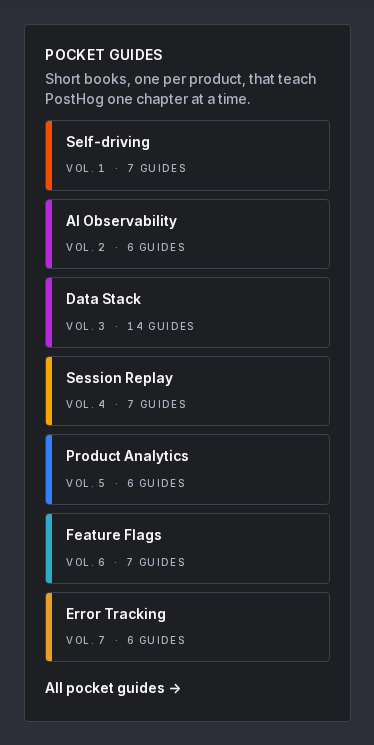 POCKET GUIDES
Short books, one per product, that teach
PostHog one chapter at a time.
Self-driving
VOL. 1 · 7 GUIDES
AI Observability
VOL. 2 · 6 GUIDES
Data Stack
VOL. 3 · 14 GUIDES
Session Replay
VOL. 4 · 7 GUIDES
Product Analytics
VOL. 5 · 6 GUIDES
Feature Flags
VOL. 6 · 7 GUIDES
Error Tracking
VOL. 7 · 6 GUIDES
All pocket guides →